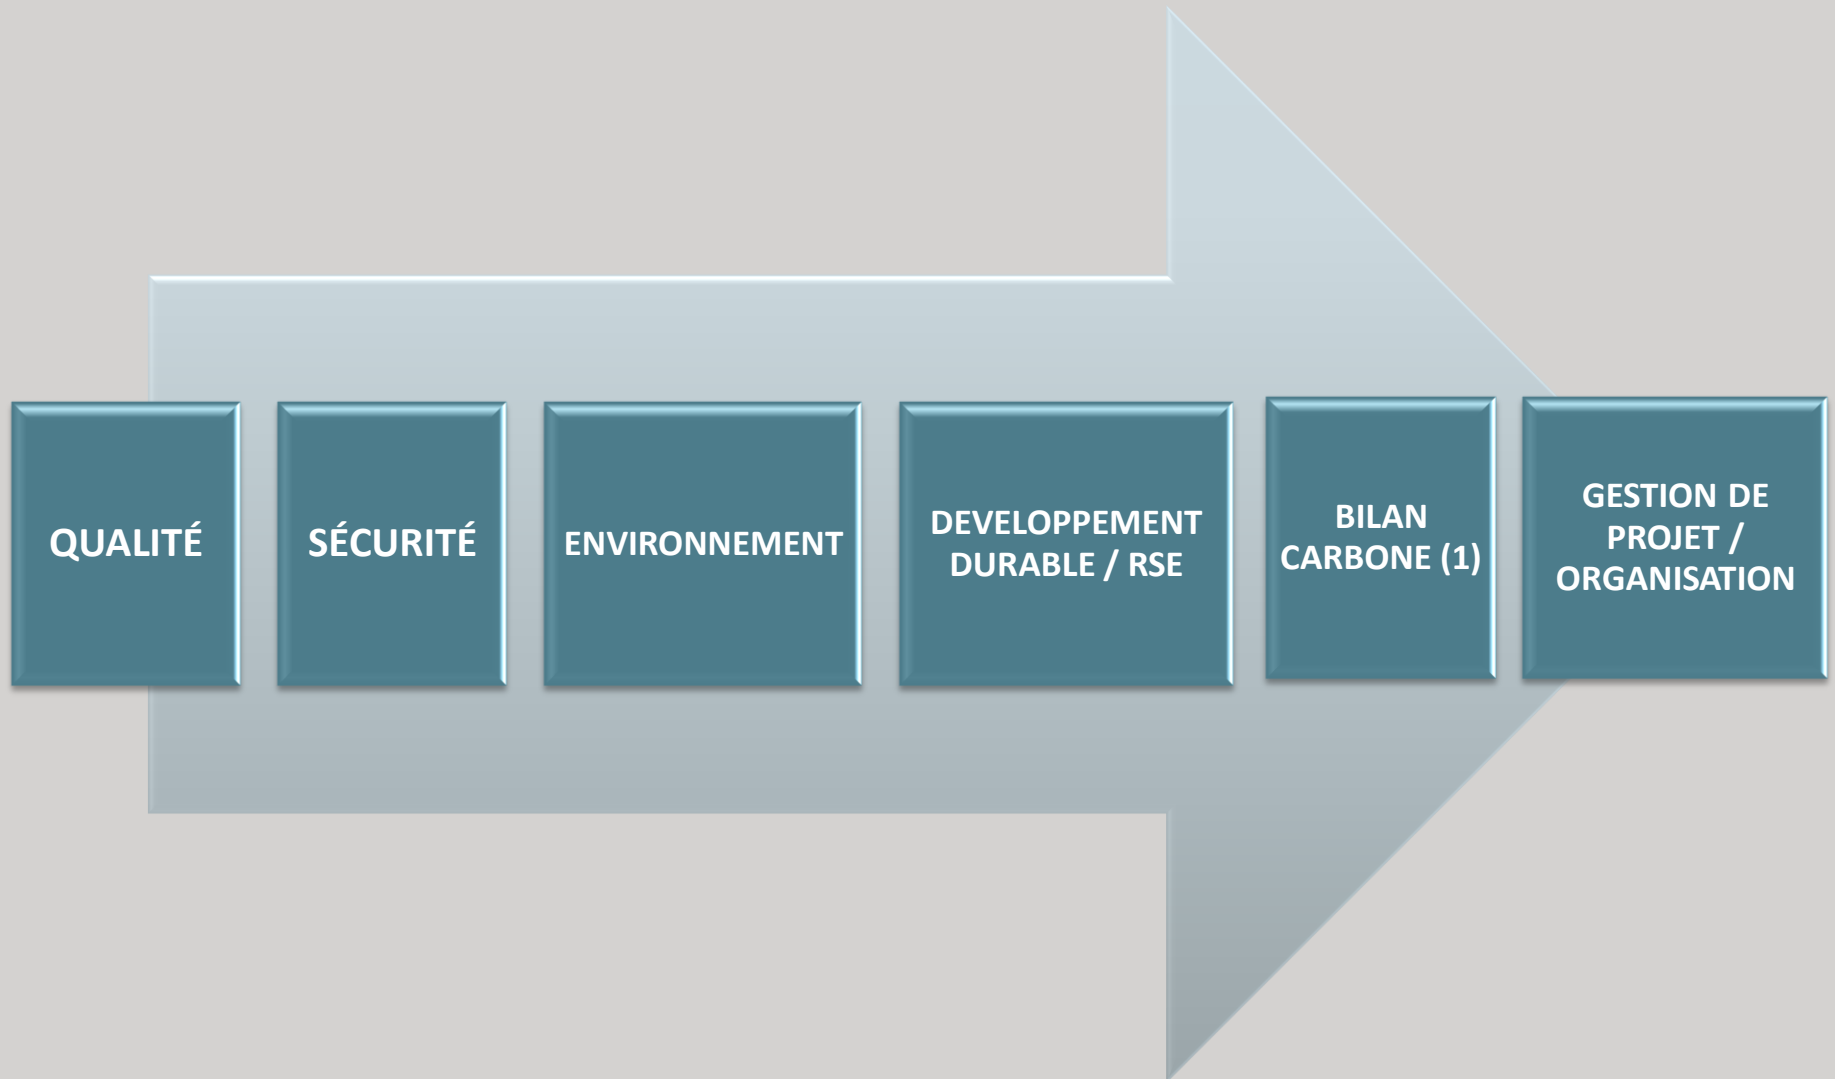 QUALITÉ
SÉCURITÉ
ENVIRONNEMENT
DEVELOPPEMENT
DURABLE / RSE
BILAN
CARBONE (1)
GESTION DE
PROJET /
ORGANISATION